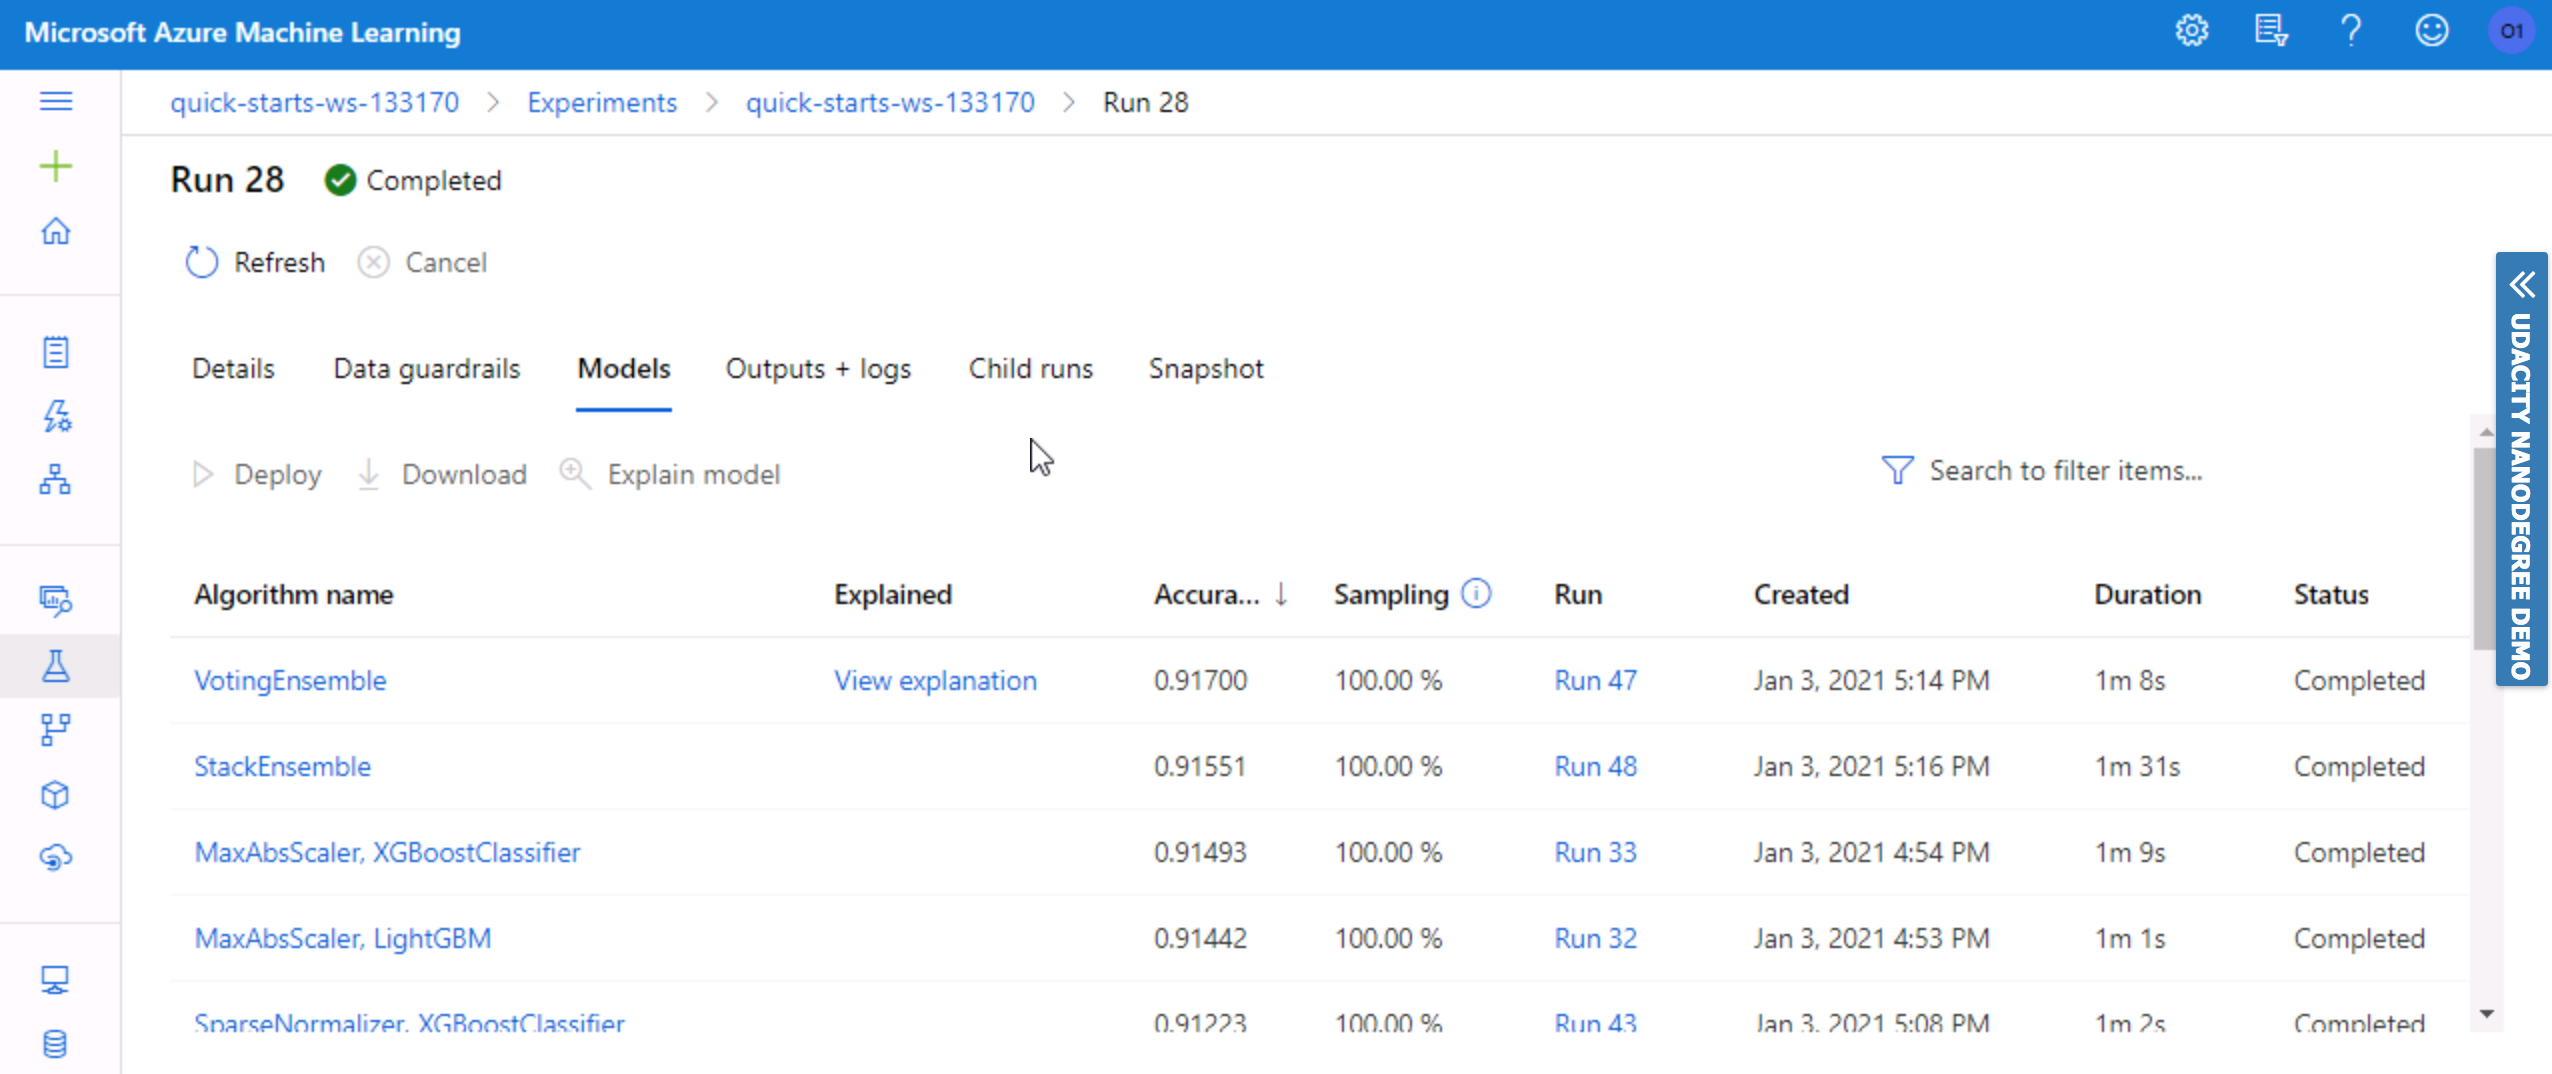 Microsoft Azure Machine Learning
O1
quick-starts-ws-133170 > Experiments > quick-starts-ws-133170 > Run 28
Run 28 Completed
Refresh Cancel
Details Data guardrails Models Outputs + logs Child runs Snapshot
Deploy Download Explain model Search to filter items...
Algorithm name Explained Accura... ↓ Sampling Run Created Duration Status
VotingEnsemble View explanation 0.91700 100.00 % Run 47 Jan 3, 2021 5:14 PM 1m 8s Completed
StackEnsemble 0.91551 100.00 % Run 48 Jan 3, 2021 5:16 PM 1m 31s Completed
MaxAbsScaler, XGBoostClassifier 0.91493 100.00 % Run 33 Jan 3, 2021 4:54 PM 1m 9s Completed
MaxAbsScaler, LightGBM 0.91442 100.00 % Run 32 Jan 3, 2021 4:53 PM 1m 1s Completed
SparseNormalizer, XGBoostClassifier 0.91223 100.00 % Run 43 Jan 3, 2021 5:08 PM 1m 2s Completed
UDACITY NANODEGREE DEMO